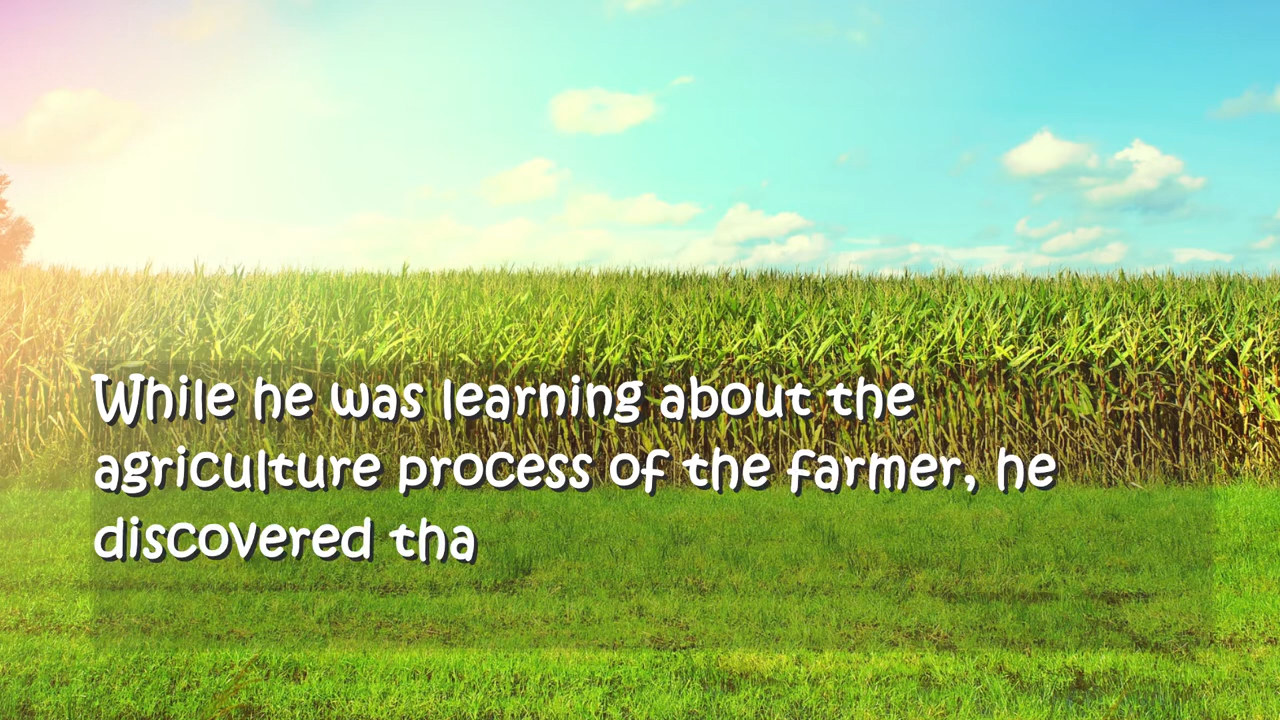 While he was learning about the
agriculture process of the farmer, he
discovered tha